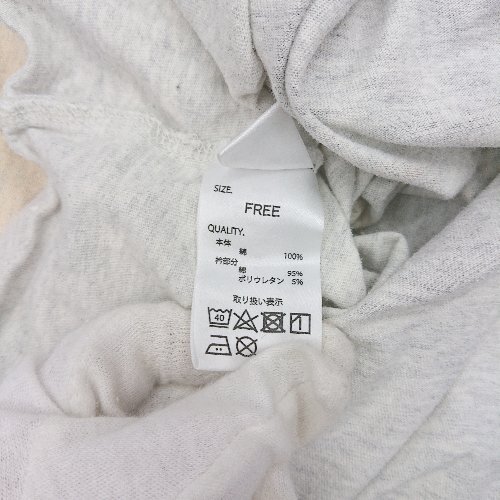 SIZE.
FREE
QUALITY.
本体
綿 100%
衿部分
綿 95%
ポリウレタン 5%
取り扱い表示
40